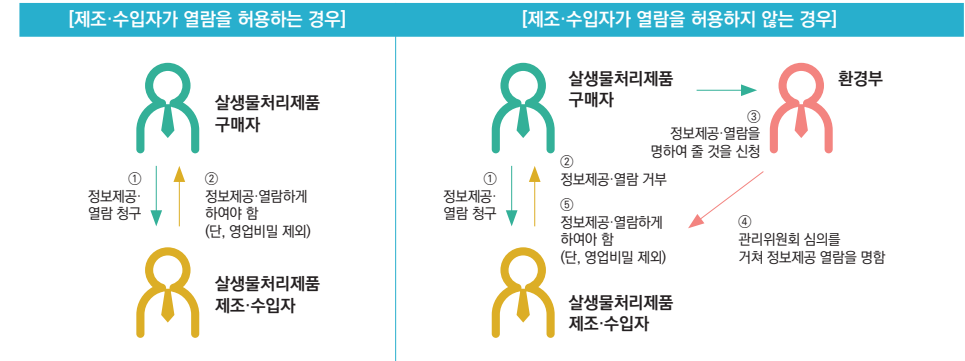 [제조·수입자가 열람을 허용하는 경우]
살생물처리제품
구매자
①
정보제공·
열람 청구
②
정보제공·열람하게
하여야 함
(단, 영업비밀 제외)
살생물처리제품
제조·수입자
[제조·수입자가 열람을 허용하지 않는 경우]
살생물처리제품
구매자
환경부
③
정보제공·열람을
명하여 줄 것을 신청
①
정보제공·
열람 청구
②
정보제공·열람 거부
⑤
정보제공·열람하게
하여아 함
(단, 영업비밀 제외)
④
관리위원회 심의를
거쳐 정보제공 열람을 명함
살생물처리제품
제조·수입자